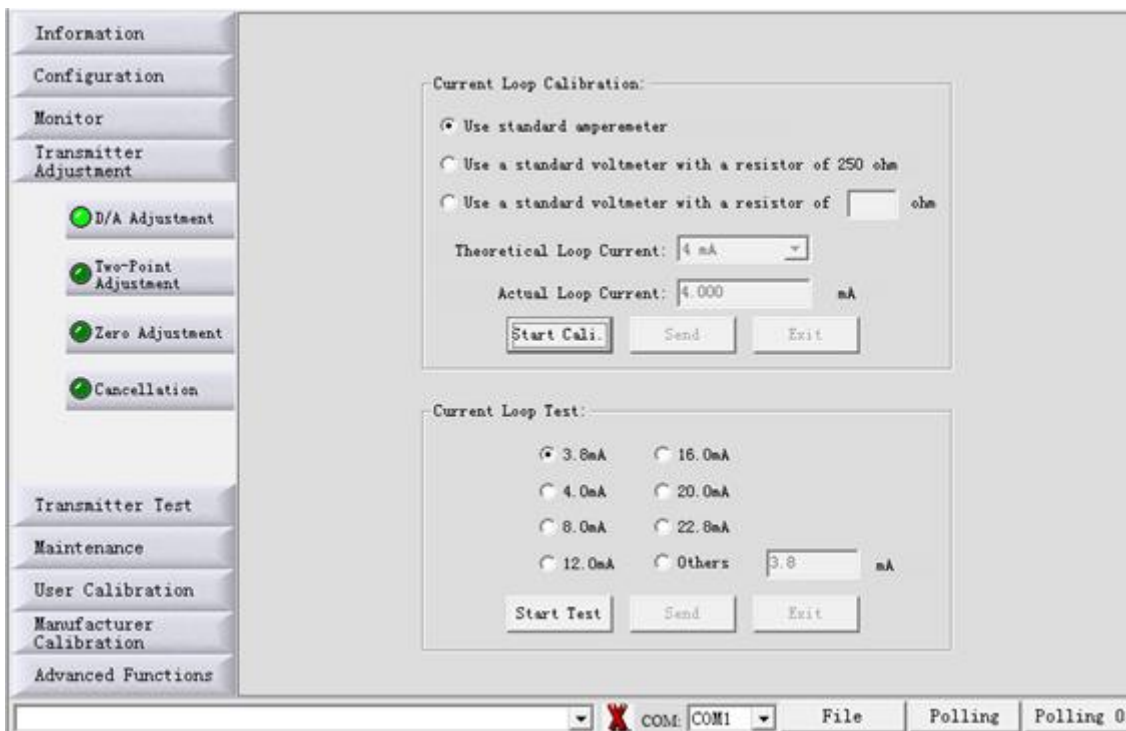 Information
Configuration
Monitor
Transmitter
Adjustment
D/A Adjustment
Two-Point
Adjustment
Zero Adjustment
Cancellation
Transmitter Test
Maintenance
User Calibration
Manufacturer
Calibration
Advanced Functions
Current Loop Calibration:
Use standard amperemeter
Use a standard voltmeter with a resistor of 250 ohm
Use a standard voltmeter with a resistor of ohm
Theoretical Loop Current: 4 mA
Actual Loop Current: 4.000 mA
Start Cali. Send Exit
Current Loop Test:
3.8mA 16.0mA
4.0mA 20.0mA
8.0mA 22.8mA
12.0mA Others 3.8 mA
Start Test Send Exit
COM: COM1 File Polling Polling 0